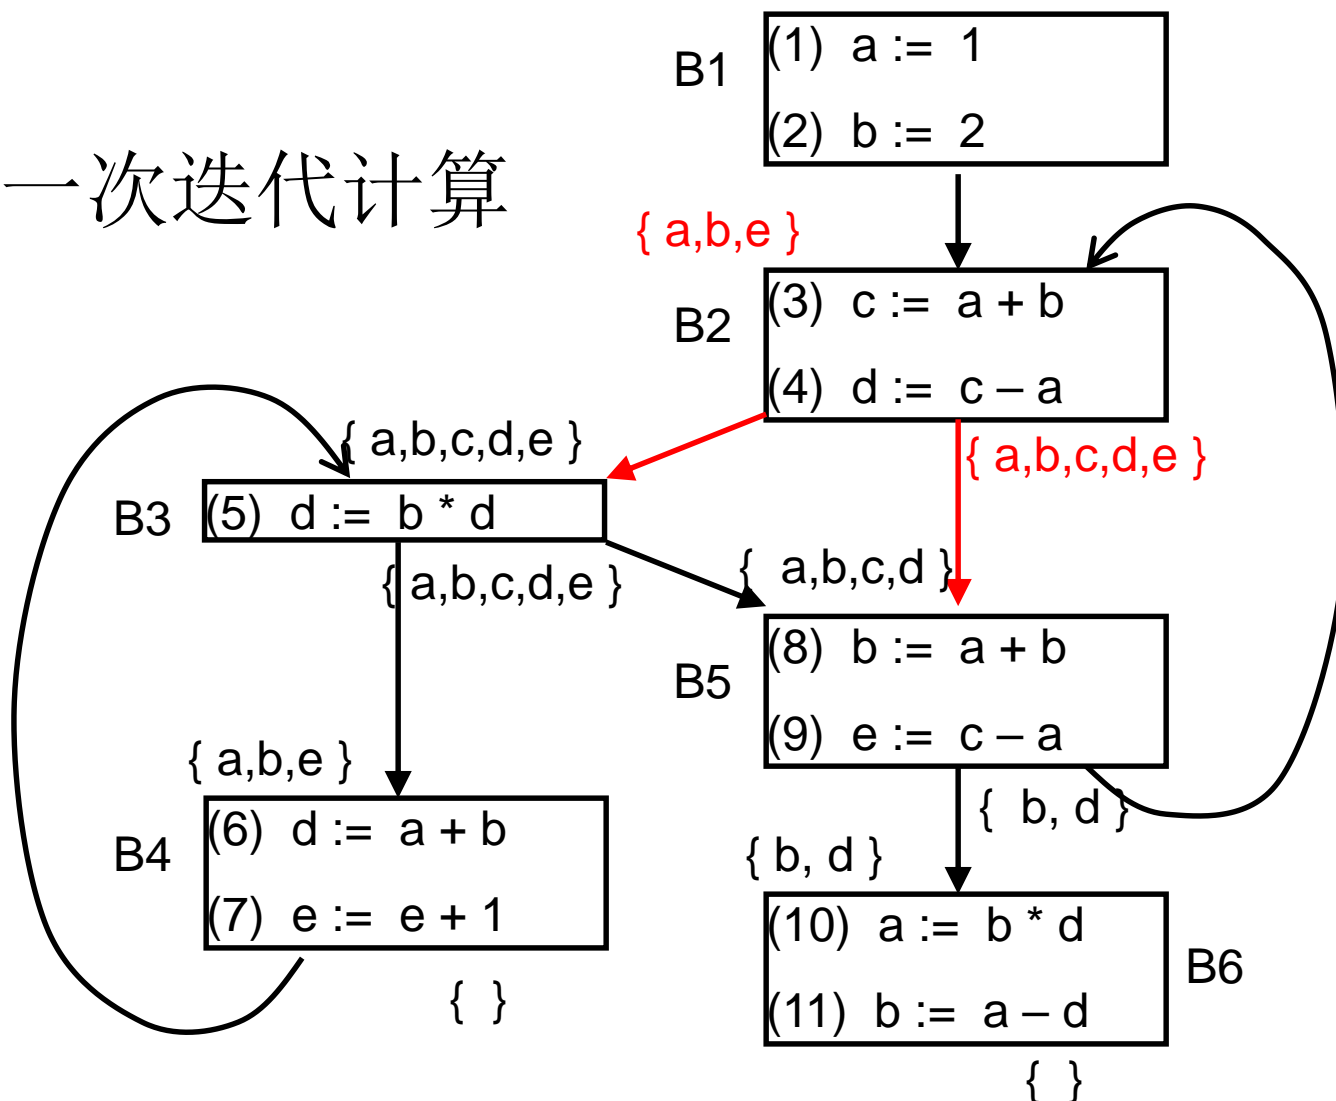 B1
(1) a := 1
(2) b := 2
一次迭代计算
{ a,b,e }
B2
(3) c := a + b
(4) d := c – a
{ a,b,c,d,e }
{ a,b,c,d,e }
B3
(5) d := b * d
{ a,b,c,d,e }
{ a,b,c,d }
B5
(8) b := a + b
(9) e := c – a
{ a,b,e }
B4
(6) d := a + b
(7) e := e + 1
{ }
{ b, d }
{ b, d }
(10) a := b * d
(11) b := a – d
B6
{ }